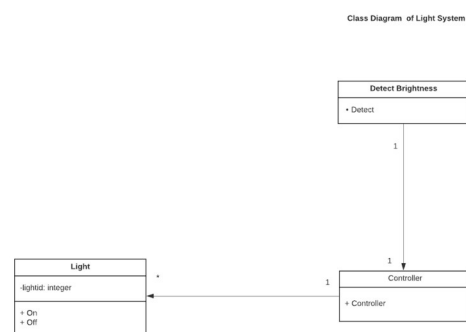 Class Diagram of Light System
Detect Brightness
• Detect
1
1
Controller
+ Controller
1
*
Light
-lightid: integer
+ On
+ Off